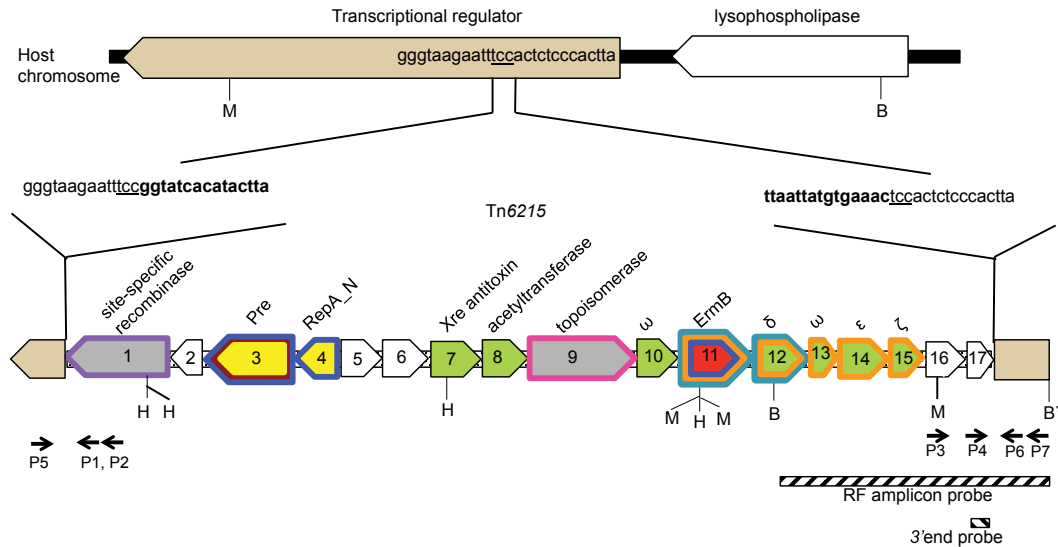 Transcriptional regulator
lysophospholipase
Host
chromosome
gggtaagaatttccactctcccactta
M
B
gggtaagaatttccggtatcacatactta
ttaattatgtgaaactccactctcccactta
Tn6215
site-specific
recombinase
Pre
RepA_N
Xre antitoxin
acetyltransferase
topoisomerase
ω
ErmB
δ
ω
ε
ζ
1
2
3
4
5
6
7
8
9
10
11
12
13
14
15
16
17
H H
H
M H M
B
M
B
P5
P1, P2
P3
P4
P6
P7
RF amplicon probe
3'end probe